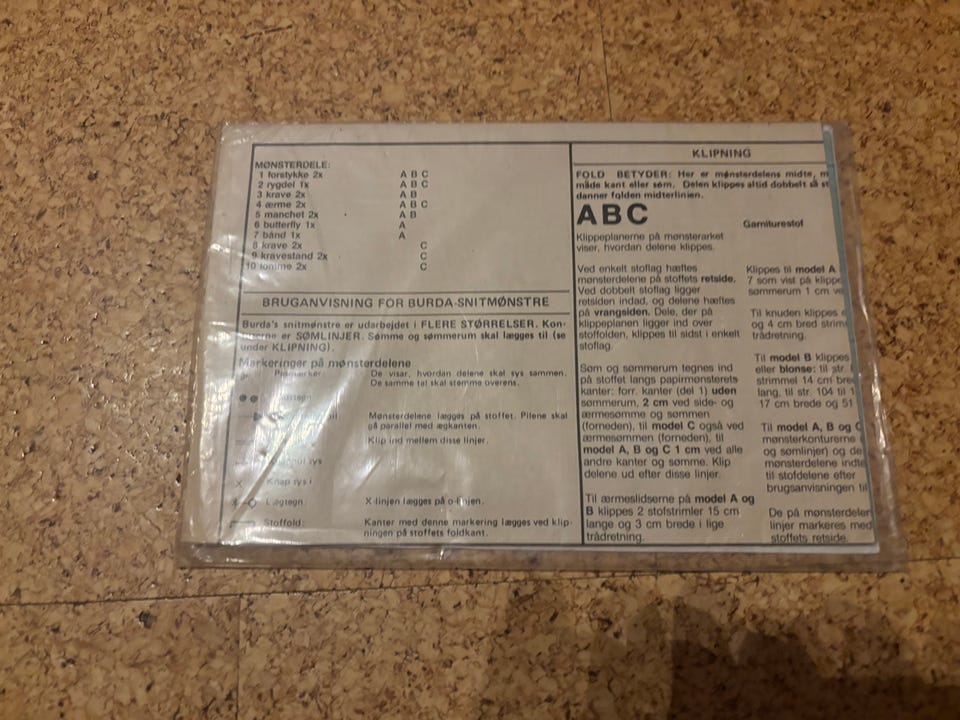 MØNSTERDELE:
1 forstykke 2x A B C
2 rygdel 1x A B C
3 krave 2x A B
4 ærme 2x A B C
5 manchet 2x A B
6 butterfly 1x A
7 bånd 1x A
8 krave 2x C
9 kravestand 2x C
10 lomme 2x C
BRUGANVISNING FOR BURDA-SNITMØNSTRE
Burda's snitmønstre er udarbejdet i FLERE STØRRELSER. Kon-
turerne er SØMLINJER. Sømme og sømmerum skal lægges til (se
under KLIPNING).
Markeringer på mønsterdelene
De visar, hvordan delene skal sys sammen.
De samme tal skal stemme overens.
Mønsterdelene lægges på stoffet. Pilene skal
gå parallel med ægkanten.
Klip ind mellem disse linjer.
sys
Knap sys i
Lægtegn: X-linjen lægges på o-linjen.
Stoffold: Kanter med denne markering lægges ved klip-
ningen på stoffets foldkant.
KLIPNING
FOLD BETYDER: Her er mønsterdelens midte,
måde kant eller søm. Delen klippes altid dobbelt så
danner folden midterlinien.
ABC
Klippeplanerne på mønsterarket
viser, hvordan delene klippes.
Ved enkelt stoflag hæftes
mønsterdelene på stoffets retside.
Ved dobbelt stoflag ligger
retsiden indad, og delene hæftes
på vrangsiden. Dele, der på
klippeplanen ligger ind over
stoffolden, klippes til sidst i enkelt
stoflag.
Søm og sømmerum tegnes ind
på stoffet langs papirmønsterets
kanter: forr. kanter (del 1) uden
sømmerum, 2 cm ved side- og
ærmesømme og sømmen
(forneden), til model C også ved
ærmesømmen (forneden), til
model A, B og C 1 cm ved alle
andre kanter og sømme. Klip
delene ud efter disse linjer.
Til ærmeslidserne på model A og
B klippes 2 stofstrimler 15 cm
lange og 3 cm brede i lige
trådretning.
Garniturestof
Klippes til model A
7 som vist på klippe
sømmerum 1 cm ve
Til knuden klippes
og 4 cm bred strim
trådretning.
Til model B klippes
eller blonse: til str.
strimmel 14 cm bre
lang, til str. 104 til 1
17 cm brede og 51
Til model A, B og C
mønsterkonturerne
og sømlinjer) og de
mønsterdelene indte
til stofdelene efter
brugsanvisningen til
De på mønsterdelen
linjer markeres med
stoffets retside.